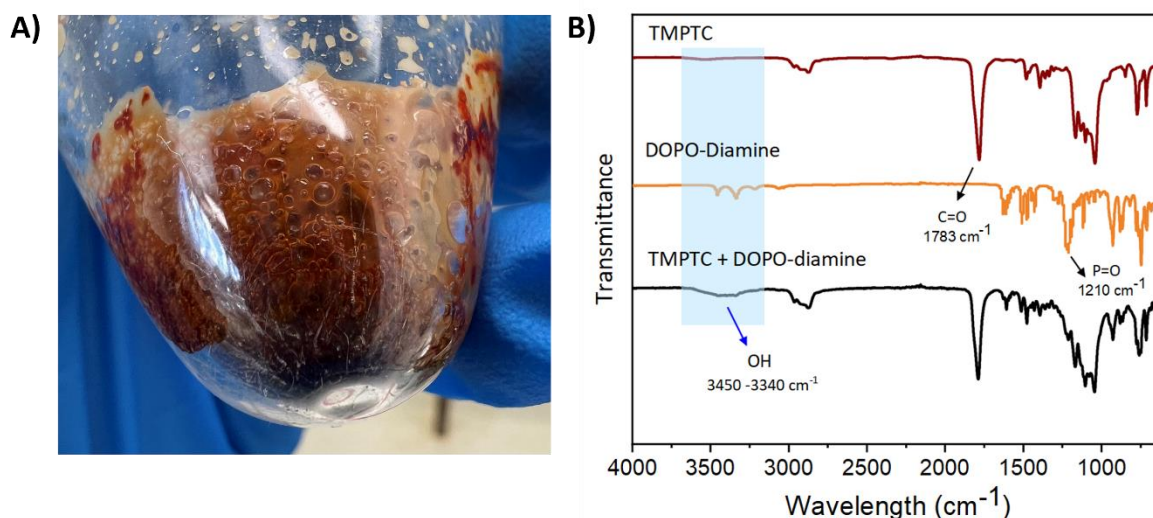 A)
B)
TMPTC
DOPO-Diamine
C=O
1783 cm⁻¹
TMPTC + DOPO-diamine
P=O
1210 cm⁻¹
OH
3450 -3340 cm⁻¹
Transmittance
4000 3500 3000 2500 2000 1500 1000
Wavelength (cm⁻¹)